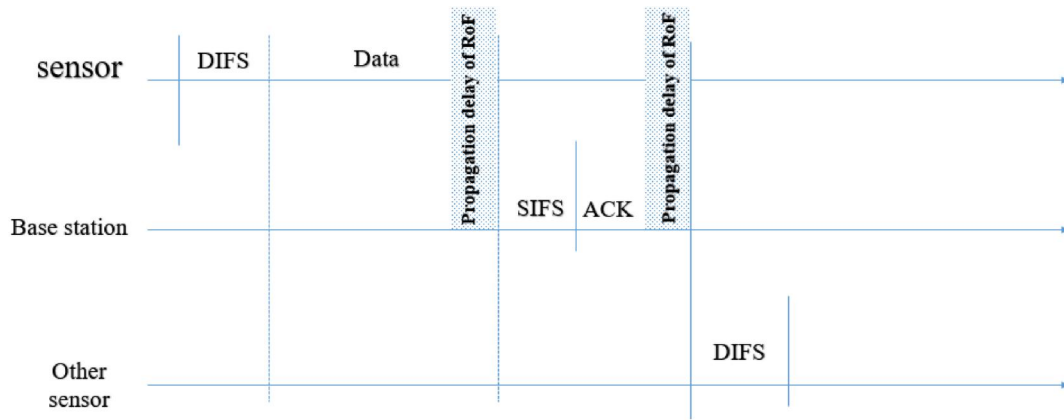 sensor
DIFS
Data
Propagation delay of RoF
Propagation delay of RoF
Base station
SIFS
ACK
Other
sensor
DIFS